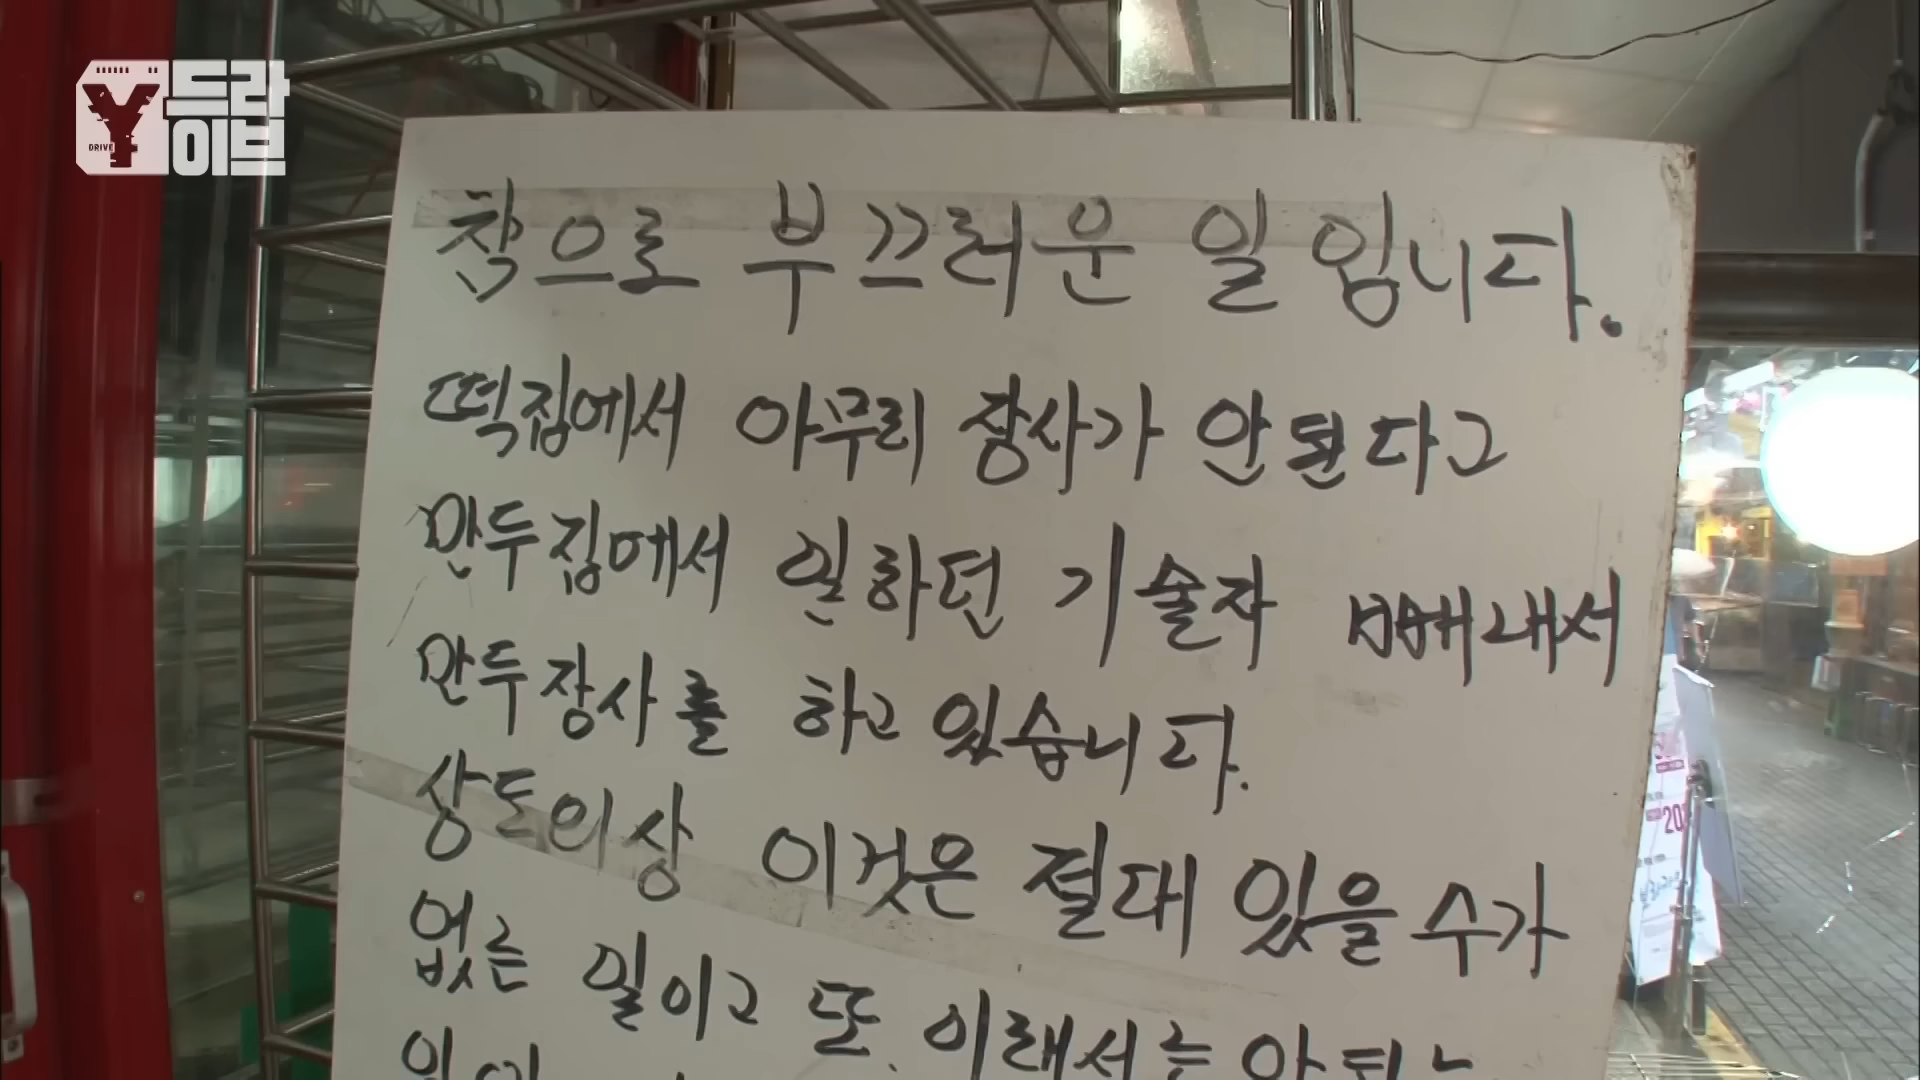 Y드라이브
DRIVE
참으로 부끄러운 일 입니다.
떡집에서 아무리 장사가 안 된다고
만두집에서 일하던 기술자 빼내서
만두장사를 하고 있습니다.
상도의상 이것은 절대 있을 수가
없는 일이고 또, 이래서는 안